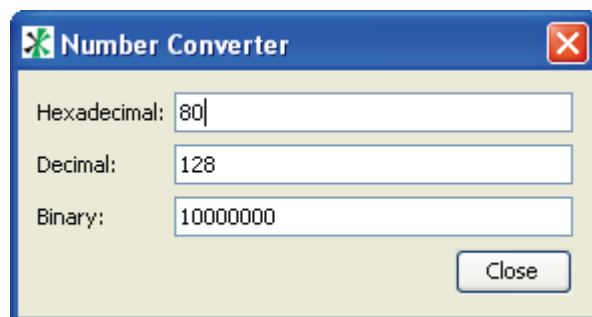 Number Converter
Hexadecimal: 80
Decimal: 128
Binary: 10000000
Close